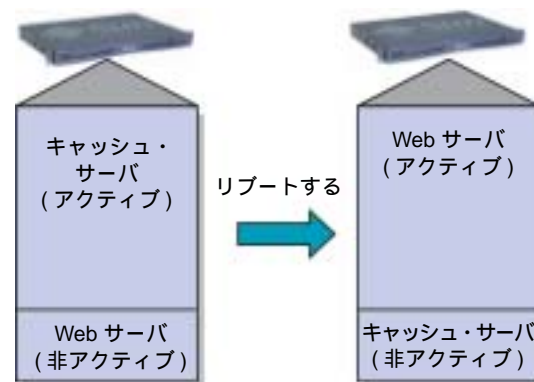 キャッシュ・
サーバ
(アクティブ)
Web サーバ
(非アクティブ)
リブートする
Web サーバ
(アクティブ)
キャッシュ・サーバ
(非アクティブ)